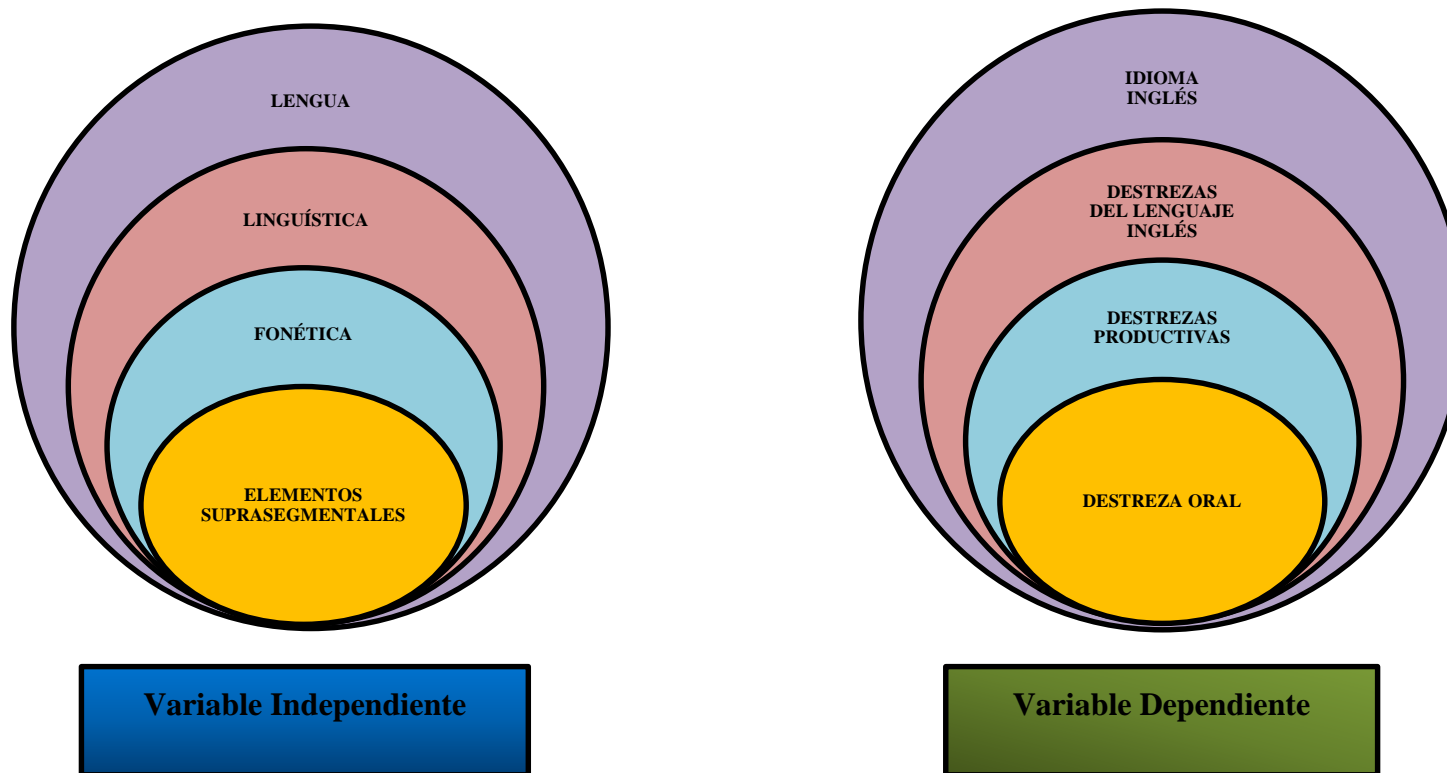 LENGUA
LINGUÍSTICA
FONÉTICA
ELEMENTOS
SUPRASEGMENTALES
Variable Independiente
IDIOMA
INGLÉS
DESTREZAS
DEL LENGUAJE
INGLÉS
DESTREZAS
PRODUCTIVAS
DESTREZA ORAL
Variable Dependiente